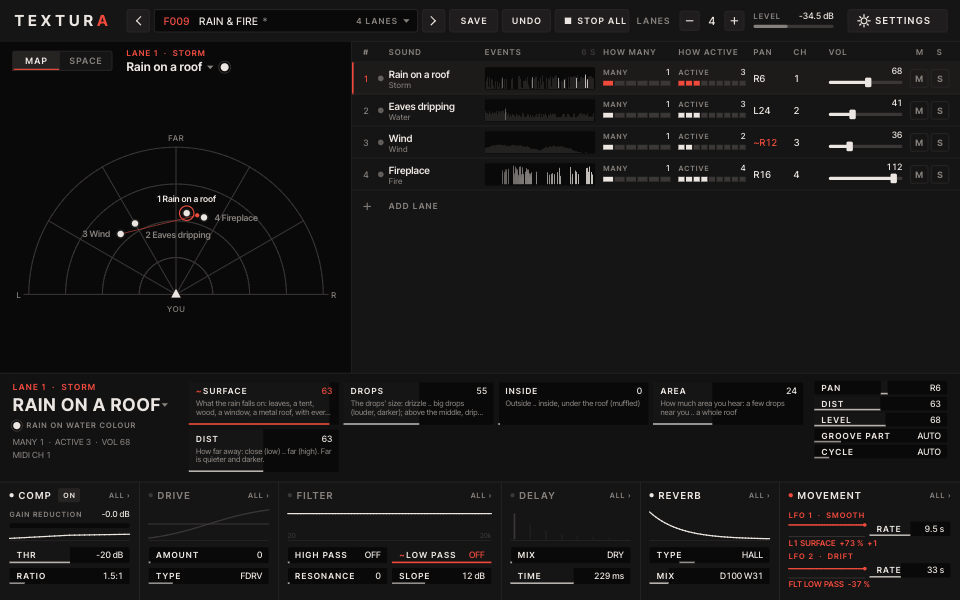 TEXTURA
F009 RAIN & FIRE * 4 LANES
SAVE UNDO STOP ALL LANES 4 LEVEL -34.5 dB SETTINGS
MAP SPACE
LANE 1 · STORM
Rain on a roof
FAR
1 Rain on a roof
4 Fireplace
3 Wind
2 Eaves dripping
L R
YOU
# SOUND EVENTS 6 S HOW MANY HOW ACTIVE PAN CH VOL M S
1 Rain on a roof MANY 1 ACTIVE 3 R6 1 68 M S
Storm
2 Eaves dripping MANY 1 ACTIVE 3 L24 2 41 M S
Water
3 Wind MANY 1 ACTIVE 2 ~R12 3 36 M S
Wind
4 Fireplace MANY 1 ACTIVE 4 R16 4 112 M S
Fire
+ ADD LANE
LANE 1 · STORM
RAIN ON A ROOF
RAIN ON WATER COLOUR
MANY 1 · ACTIVE 3 · VOL 68
MIDI CH 1
~SURFACE 63
What the rain falls on: leaves, a tent,
wood, a window, a metal roof, with ever...
DROPS 55
The drops' size: drizzle .. big drops
(louder, darker); above the middle, drip...
INSIDE 0
Outside .. inside, under the roof (muffled)
AREA 24
How much area you hear: a few drops
near you .. a whole roof
DIST 63
How far away: close (low) .. far (high). Far
is quieter and darker.
PAN R6
DIST 63
LEVEL 68
GROOVE PART AUTO
CYCLE AUTO
COMP ON ALL ›
GAIN REDUCTION -0.0 dB
THR -20 dB
RATIO 1.5:1
DRIVE ALL ›
AMOUNT 0
TYPE FDRV
FILTER ALL ›
20 20k
HIGH PASS OFF ~LOW PASS OFF
RESONANCE 0 SLOPE 12 dB
DELAY ALL ›
MIX DRY
TIME 229 ms
REVERB ALL ›
TYPE HALL
MIX D100 W31
MOVEMENT ALL ›
LFO 1 · SMOOTH
RATE 9.5 s
L1 SURFACE +73 % +1
LFO 2 · DRIFT
RATE 33 s
FLT LOW PASS -37 %